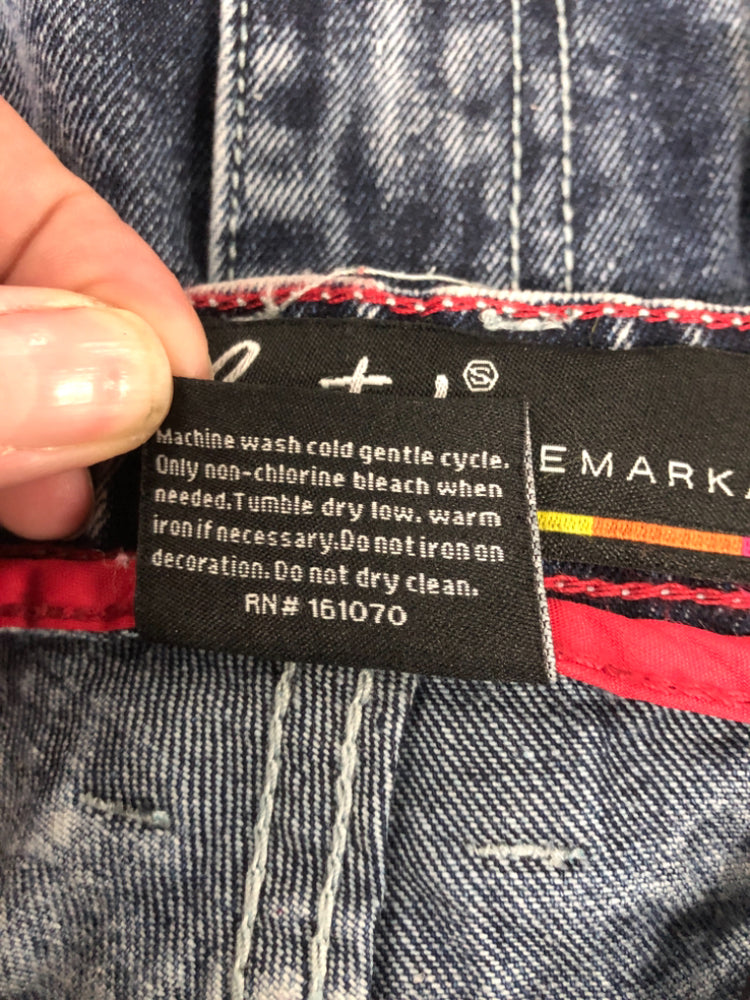 S
EMARKA
Machine wash cold gentle cycle.
Only non-chlorine bleach when
needed.Tumble dry low. warm
iron if necessary.Do not iron on
decoration. Do not dry clean.
RN# 161070